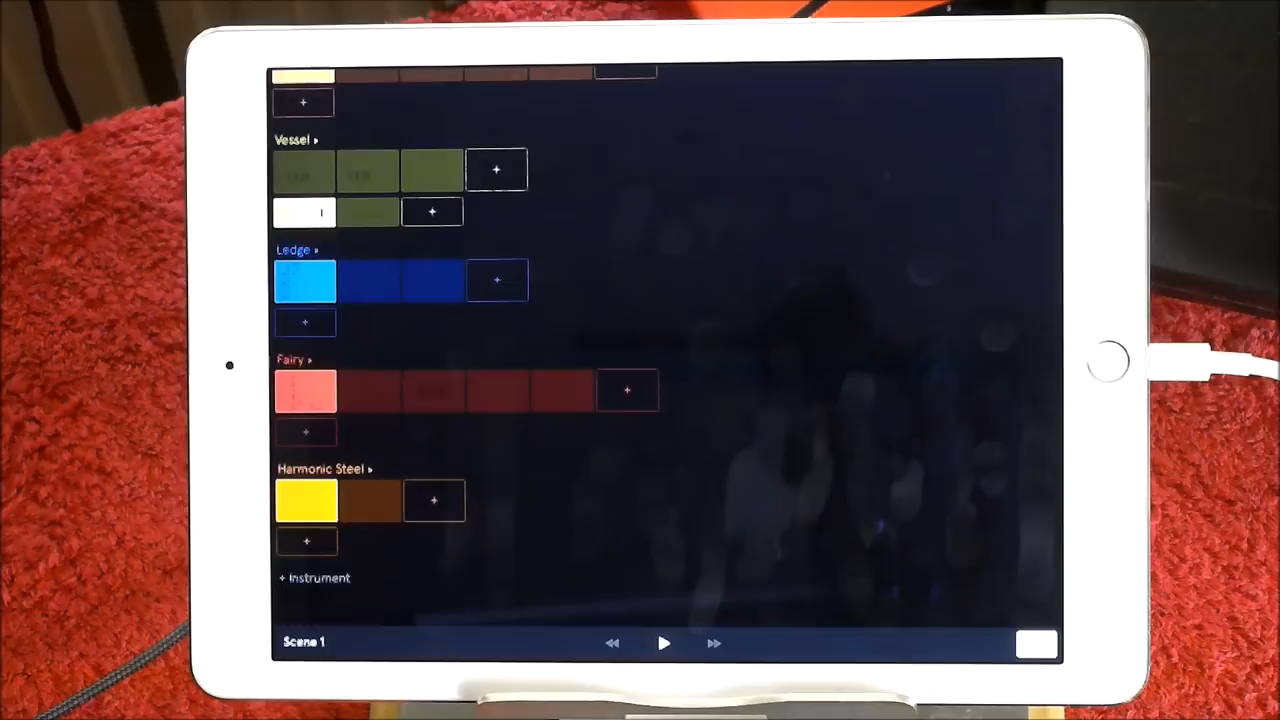 +
Vessel ▸
+
+
Ledge ▸
+
+
Fairy ▸
+
+
Harmonic Steel ▸
+
+
+ Instrument
Scene 1